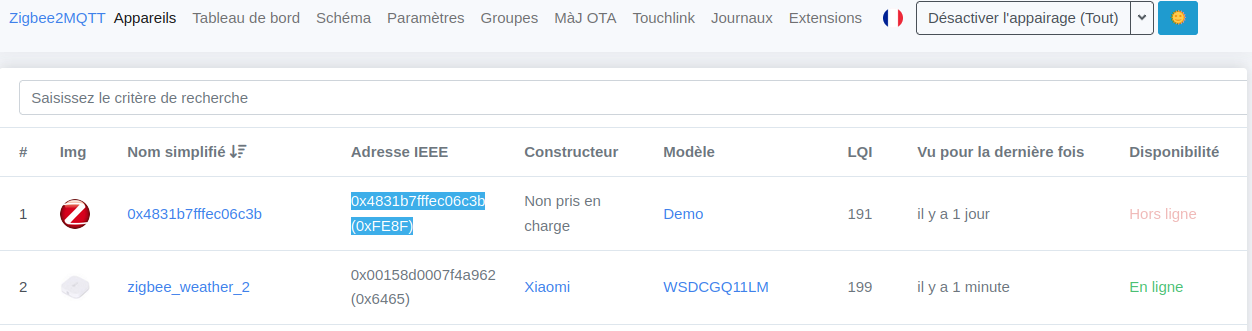 Zigbee2MQTT Appareils Tableau de bord Schéma Paramètres Groupes MàJ OTA Touchlink Journaux Extensions Désactiver l'appairage (Tout)
Saisissez le critère de recherche
# Img Nom simplifié Adresse IEEE Constructeur Modèle LQI Vu pour la dernière fois Disponibilité
1 0x4831b7fffec06c3b 0x4831b7fffec06c3b Non pris en Demo 191 il y a 1 jour Hors ligne
(0xFE8F) charge
2 zigbee_weather_2 0x00158d0007f4a962 Xiaomi WSDCGQ11LM 199 il y a 1 minute En ligne
(0x6465)